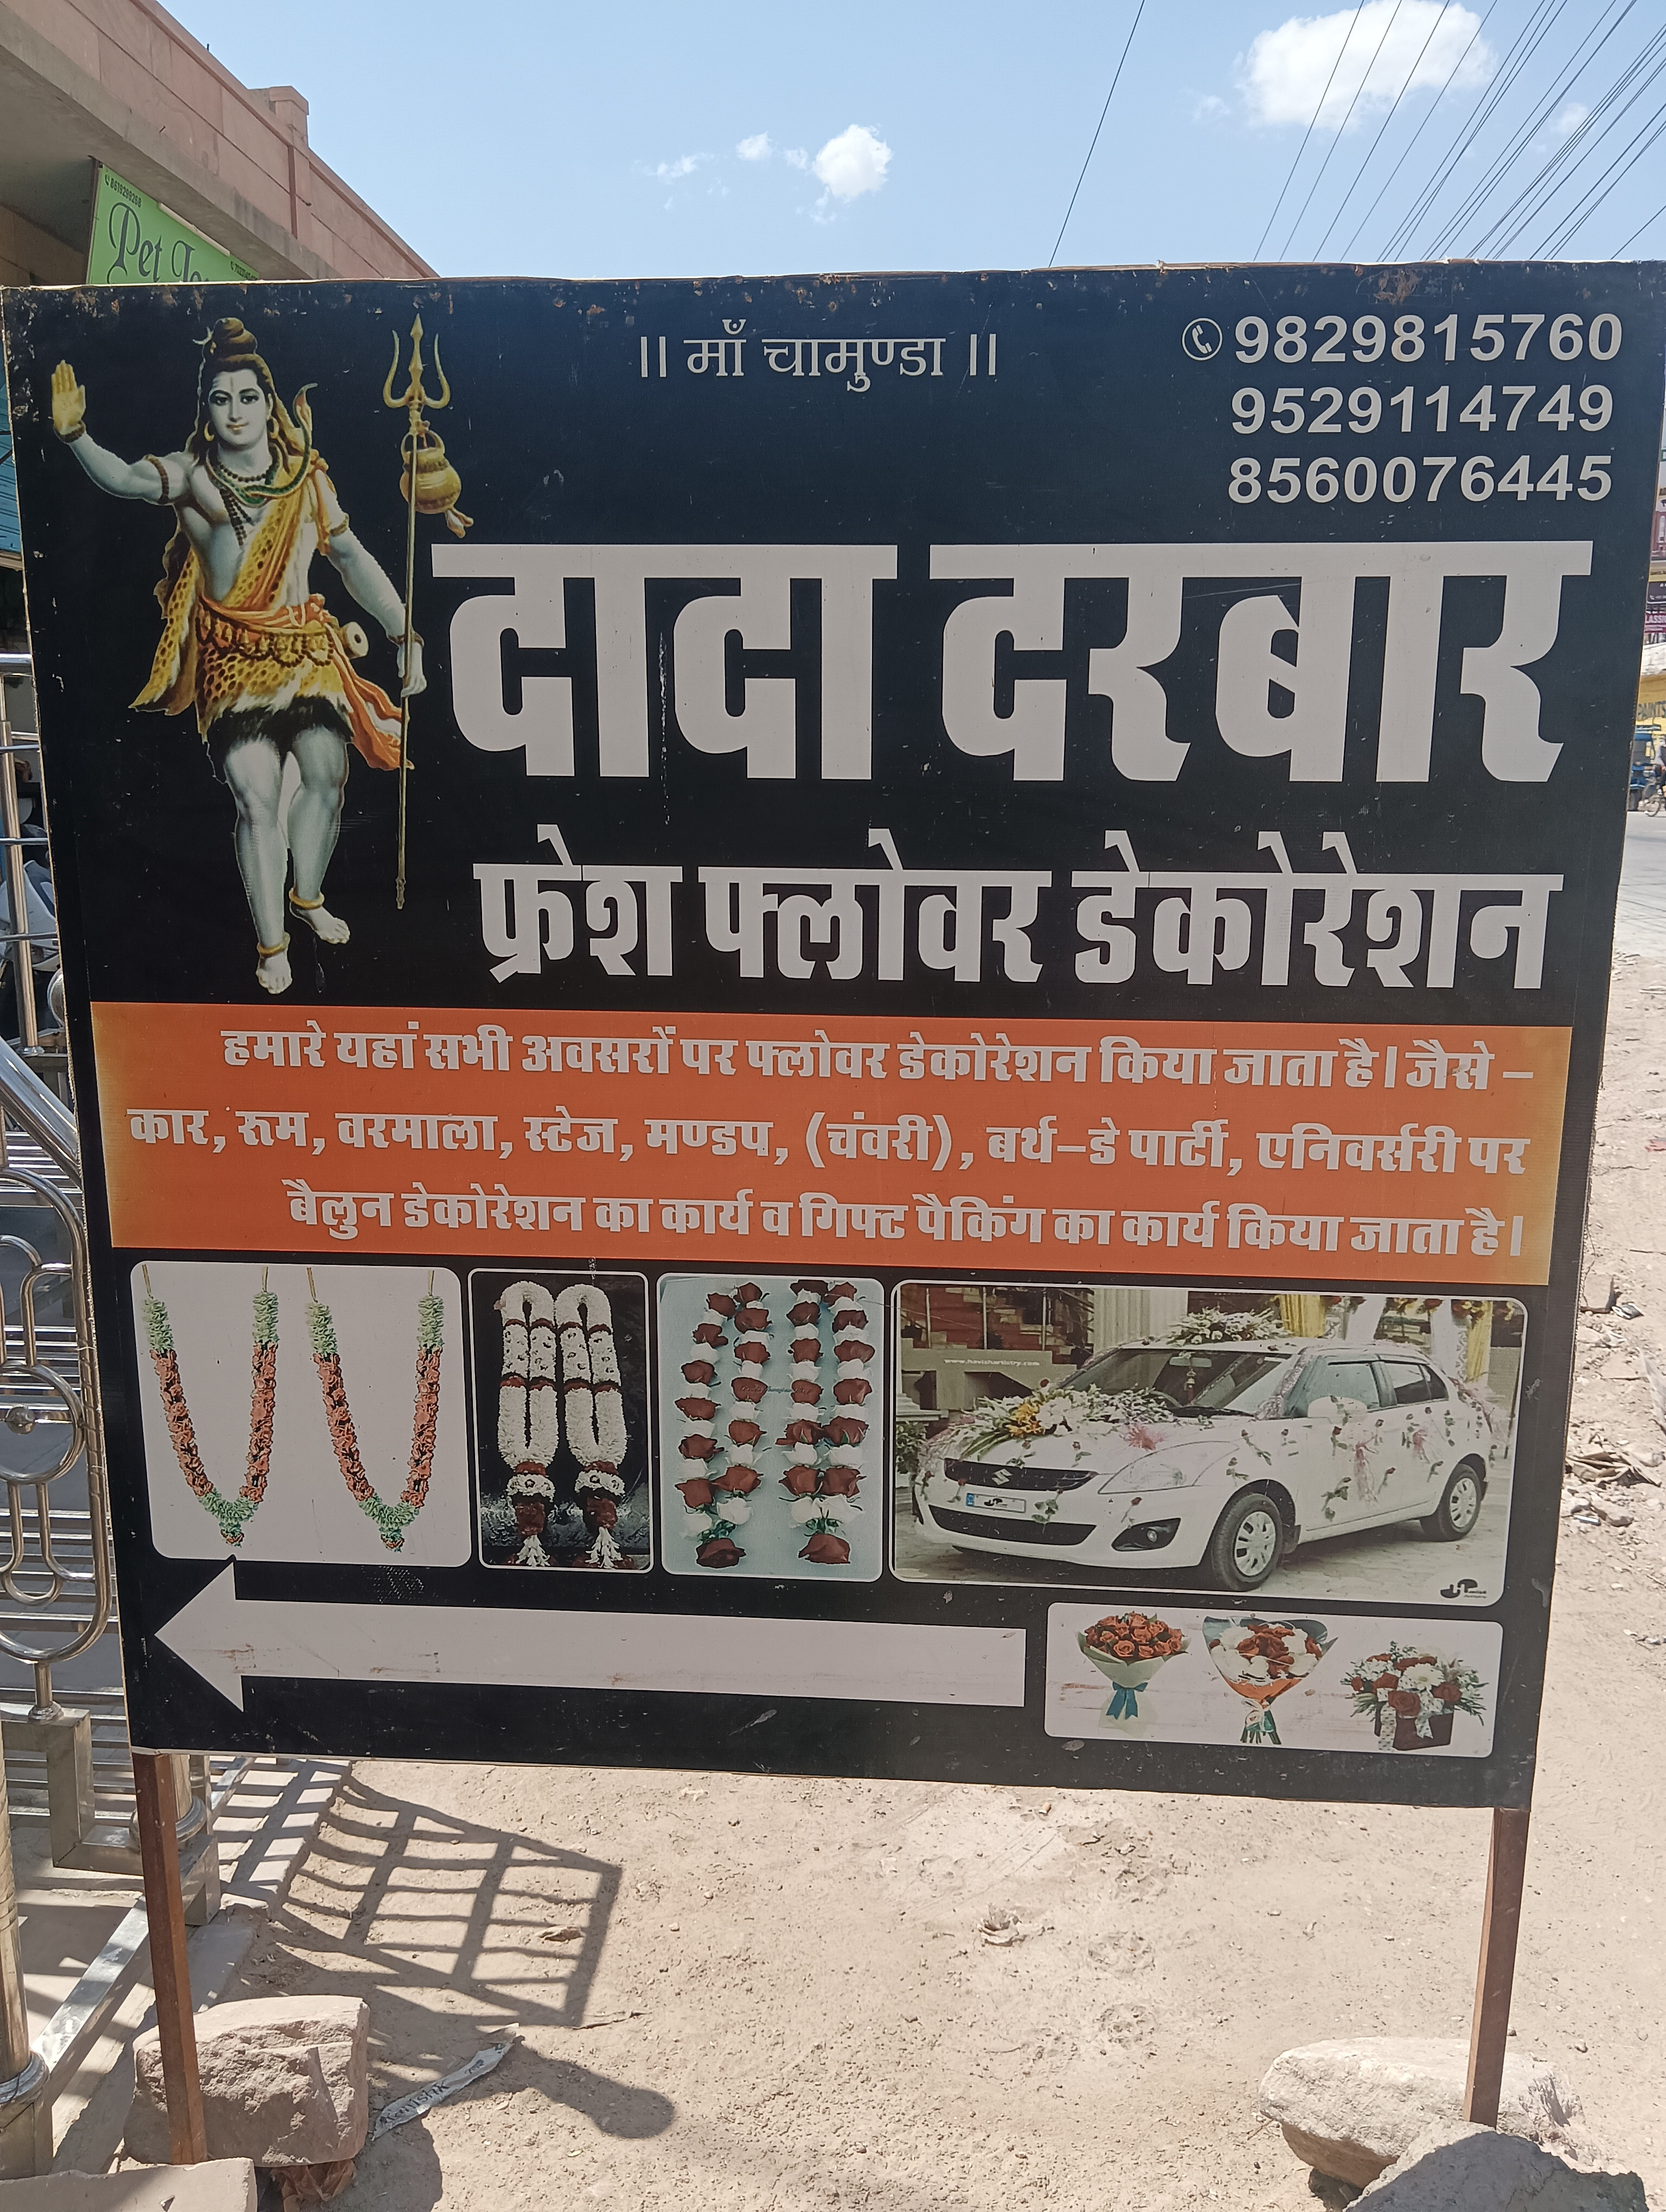 || माँ चामुण्डा ||
9829815760
9529114749
8560076445
दादा दरबार
फ्रेश फ्लोवर डेकोरेशन
हमारे यहां सभी अवसरों पर फ्लोवर डेकोरेशन किया जाता है। जैसे –
कार, रूम, वरमाला, स्टेज, मण्डप, (चंवरी), बर्थ-डे पार्टी, एनिवर्सरी पर
बैलुन डेकोरेशन का कार्य व गिफ्ट पैकिंग का कार्य किया जाता है।
Pet